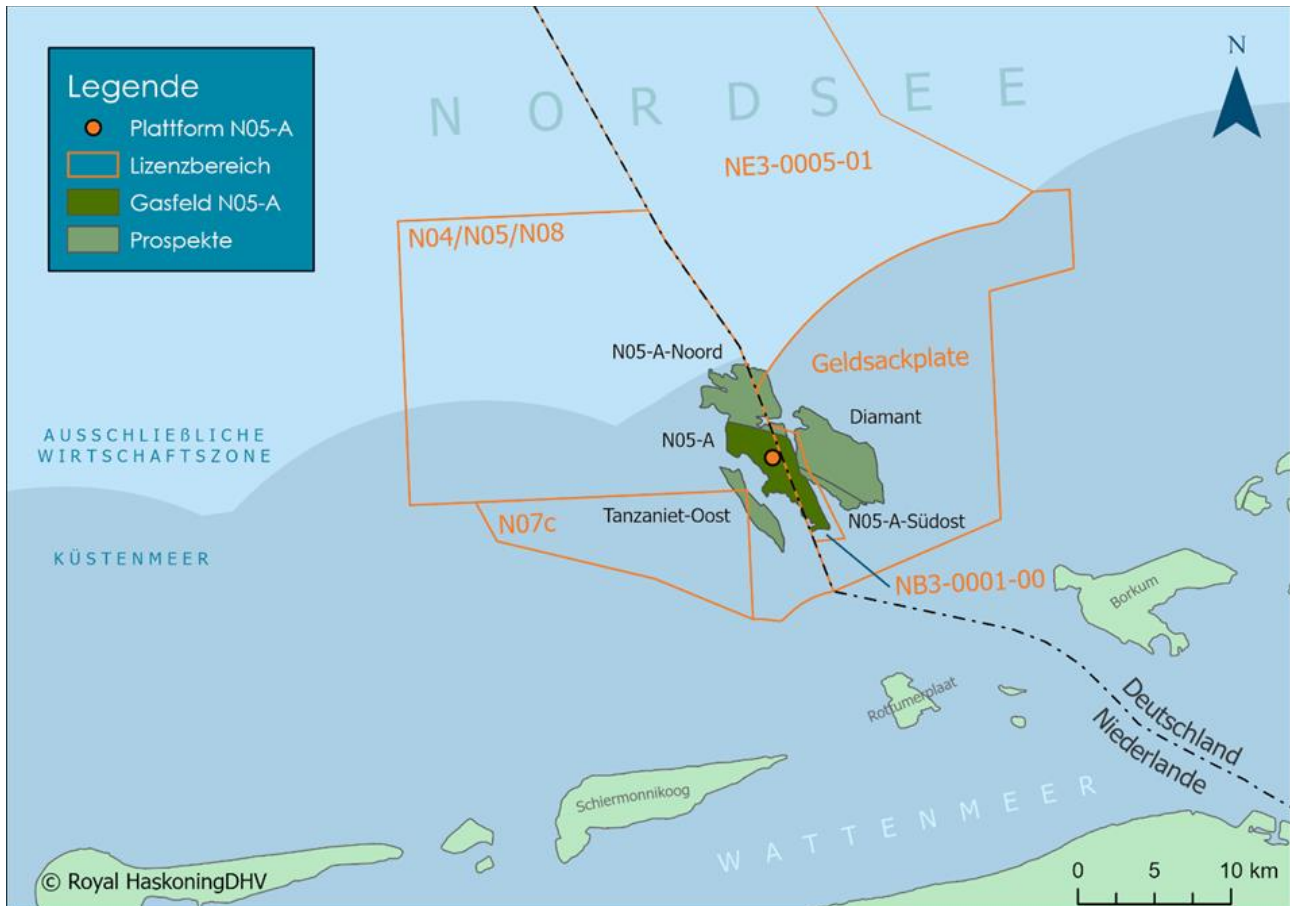 Legende
Plattform N05-A
Lizenzbereich
Gasfeld N05-A
Prospekte
NORDSEE
N
NE3-0005-01
N04/N05/N08
N05-A-Noord
Geldsackplate
Diamant
N05-A
AUSSCHLIEßLICHE
WIRTSCHAFTSZONE
Tanzaniet-Oost
N05-A-Südost
N07c
KÜSTENMEER
NB3-0001-00
Borkum
Rottumerplaat
Deutschland
Niederlande
Schiermonnikoog
WATTENMEER
© Royal HaskoningDHV
0 5 10 km